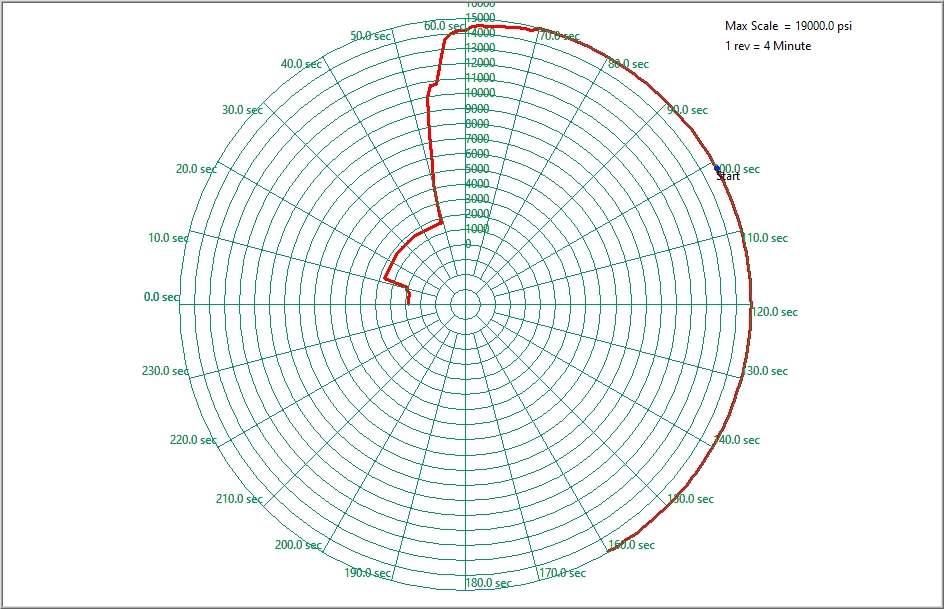 16000
15000
14000
13000
12000
11000
10000
9000
8000
7000
6000
5000
4000
3000
2000
1000
0
Max Scale = 19000.0 psi
1 rev = 4 Minute
60.0 sec
70.0 sec
50.0 sec
80.0 sec
40.0 sec
90.0 sec
30.0 sec
100.0 sec
Start
20.0 sec
110.0 sec
10.0 sec
0.0 sec
120.0 sec
230.0 sec
130.0 sec
220.0 sec
140.0 sec
210.0 sec
150.0 sec
200.0 sec
160.0 sec
190.0 sec
180.0 sec
170.0 sec